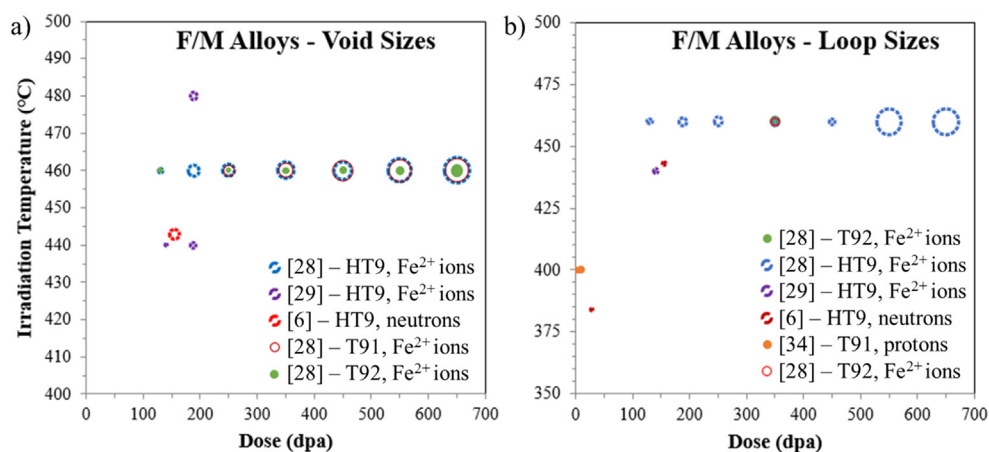 a)
F/M Alloys - Void Sizes
Irradiation Temperature (°C)
500
490
480
470
460
450
440
430
420
410
400
0 100 200 300 400 500 600 700
Dose (dpa)
[28] – HT9, Fe2+ ions
[29] – HT9, Fe2+ ions
[6] – HT9, neutrons
[28] – T91, Fe2+ ions
[28] – T92, Fe2+ ions
b)
F/M Alloys - Loop Sizes
500
475
450
425
400
375
350
0 100 200 300 400 500 600 700
Dose (dpa)
[28] – T92, Fe2+ ions
[28] – HT9, Fe2+ ions
[29] – HT9, Fe2+ ions
[6] – HT9, neutrons
[34] – T91, protons
[28] – T92, Fe2+ ions